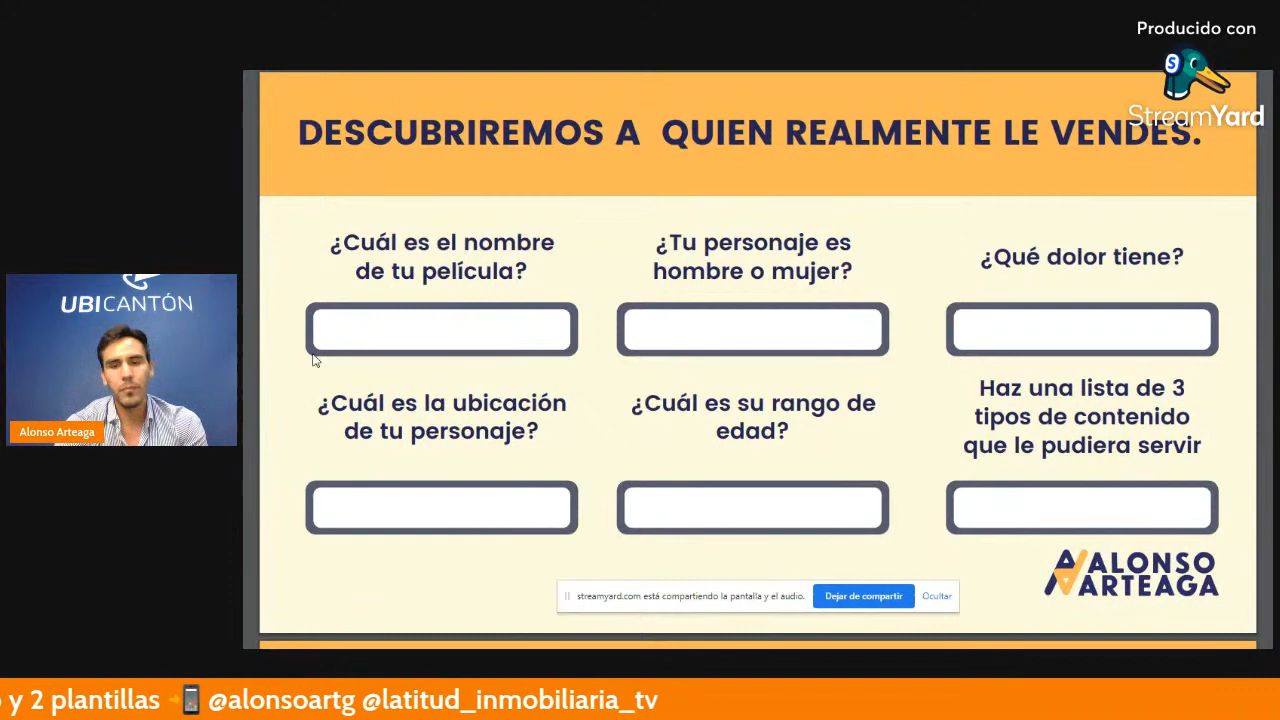 Producido con
StreamYard
DESCUBRIREMOS A QUIEN REALMENTE LE VENDES.
¿Cuál es el nombre
de tu película?
¿Tu personaje es
hombre o mujer?
¿Qué dolor tiene?
¿Cuál es la ubicación
de tu personaje?
¿Cuál es su rango de
edad?
Haz una lista de 3
tipos de contenido
que le pudiera servir
UBICANTÓN
Alonso Arteaga
ALONSO
ARTEAGA
streamyard.com está compartiendo la pantalla y el audio.
Dejar de compartir
Ocultar
y 2 plantillas @alonsoartg @latitud_inmobiliaria_tv